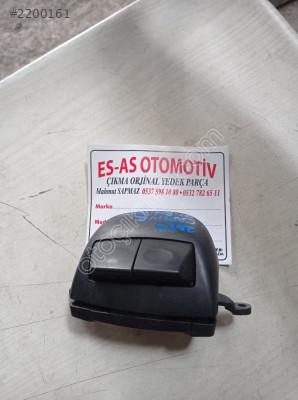 #2200161
ES-AS OTOMOTİV
ÇIKMA ORJİNAL YEDEK PARÇA
Mahmut SAPMAZ 0537 598 10 80 • 0532 782 65 11
Marka